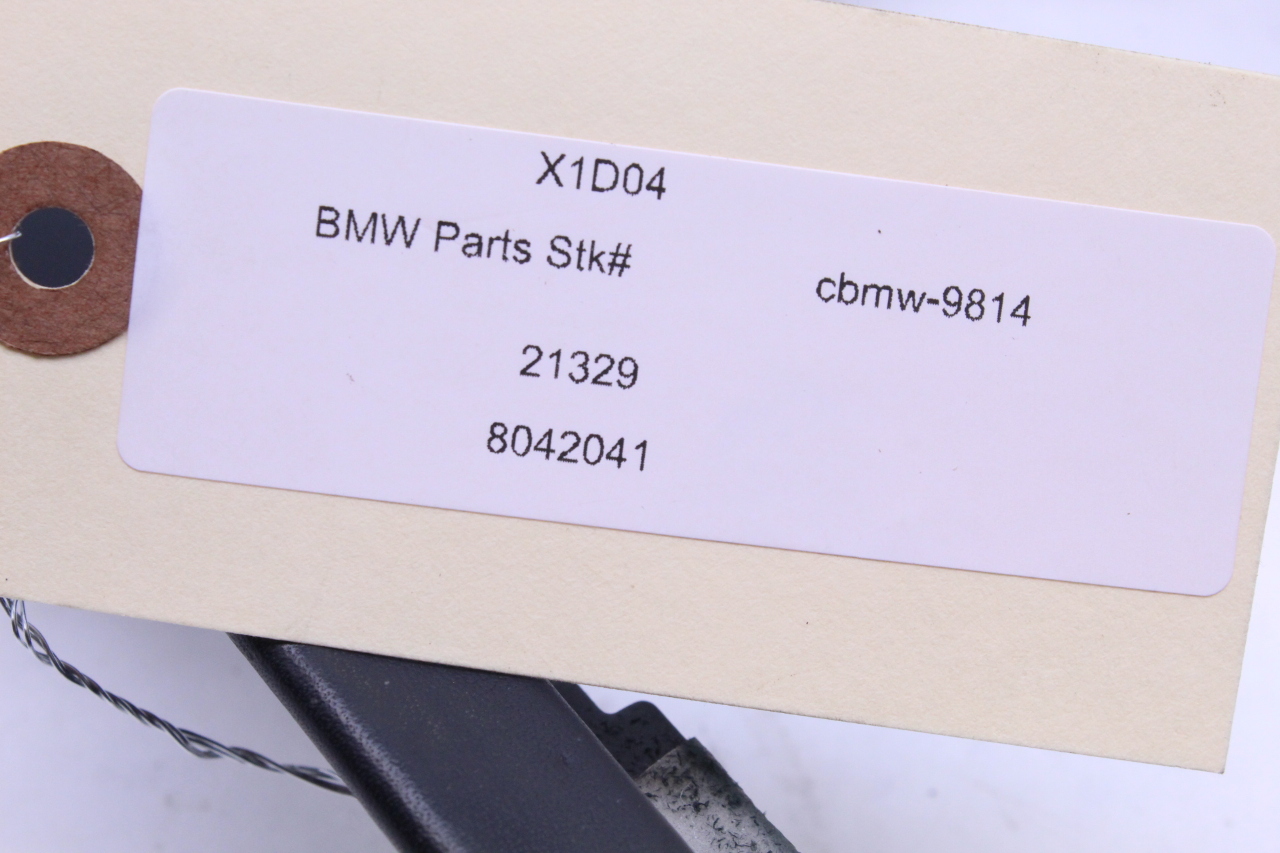 X1D04
BMW Parts Stk#
cbmw-9814
21329
8042041